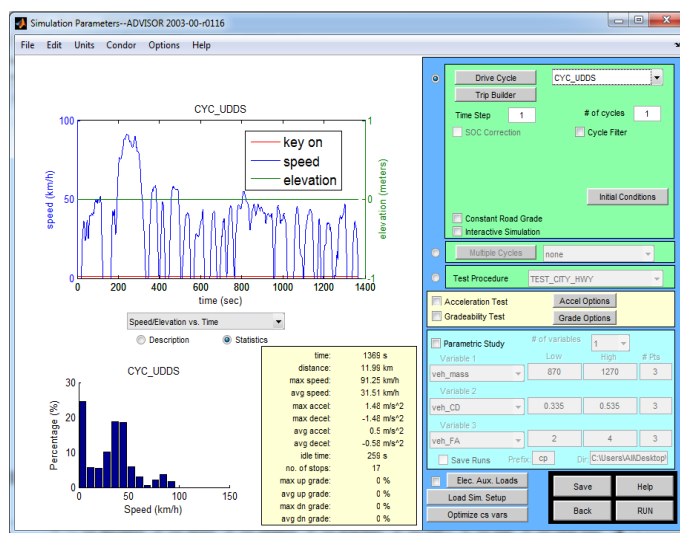 Simulation Parameters--ADVISOR 2003-00-r0116
File Edit Units Condor Options Help
CYC_UDDS
100
50
0
speed (km/h)
key on
speed
elevation
1
0
-1
elevation (meters)
0 200 400 600 800 1000 1200 1400
time (sec)
Speed/Elevation vs. Time
Description Statistics
CYC_UDDS
30
20
10
0
Percentage (%)
0 50 100 150
Speed (km/h)
time: 1369 s
distance: 11.99 km
max speed: 91.25 km/h
avg speed: 31.51 km/h
max accel: 1.48 m/s^2
max decel: -1.48 m/s^2
avg accel: 0.5 m/s^2
avg decel: -0.58 m/s^2
idle time: 259 s
no. of stops: 17
max up grade: 0 %
avg up grade: 0 %
max dn grade: 0 %
avg dn grade: 0 %
Drive Cycle CYC_UDDS
Trip Builder
Time Step 1 # of cycles 1
SOC Correction Cycle Filter
Initial Conditions
Constant Road Grade
Interactive Simulation
Multiple Cycles none
Test Procedure TEST_CITY_HWY
Acceleration Test Accel Options
Gradeability Test Grade Options
Parametric Study # of variables 1
Variable 1 Low High # Pts
veh_mass 870 1270 3
Variable 2
veh_CD 0.335 0.535 3
Variable 3
veh_FA 2 4 3
Save Runs Prefix: cp Dir: C:\Users\Ali\Desktop\
Elec. Aux. Loads
Load Sim. Setup
Optimize cs vars
Save Help
Back RUN